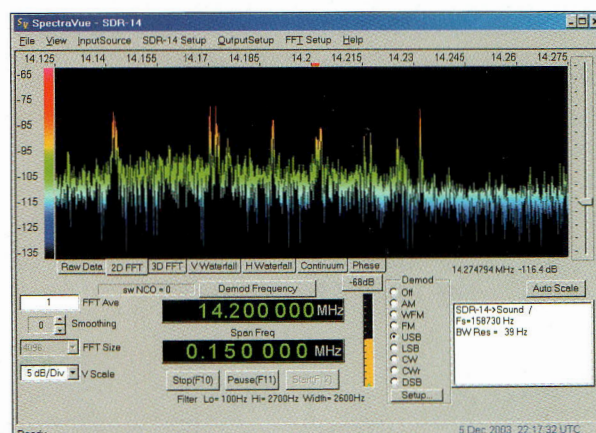 SpectraVue - SDR-14
File View InputSource SDR-14 Setup OutputSetup FFT Setup Help
14.125 14.14 14.155 14.17 14.185 14.2 14.215 14.23 14.245 14.26 14.275
-65
-75
-85
-95
-105
-115
-125
-135
Raw Data 2D FFT 3D FFT V Waterfall H Waterfall Continuum Phase
14.274794 MHz -116.4 dB
sw NCO = 0 Demod Frequency -68dB Demod Auto Scale
1 FFT Ave
14.200 000 MHz
0 Smoothing
Span Freq
4096 FFT Size
0.150 000 MHz
5 dB/Div V Scale
Stop(F10) Pause(F11) Start(F12)
Filter Lo= 100Hz Hi= 2700Hz Width= 2600Hz
Off
AM
WFM
FM
USB
LSB
CW
CWr
DSB
Setup...
SDR-14->Sound /
Fs=158730 Hz
BW Res = 39 Hz
Ready
5 Dec 2003 22:17:32 UTC